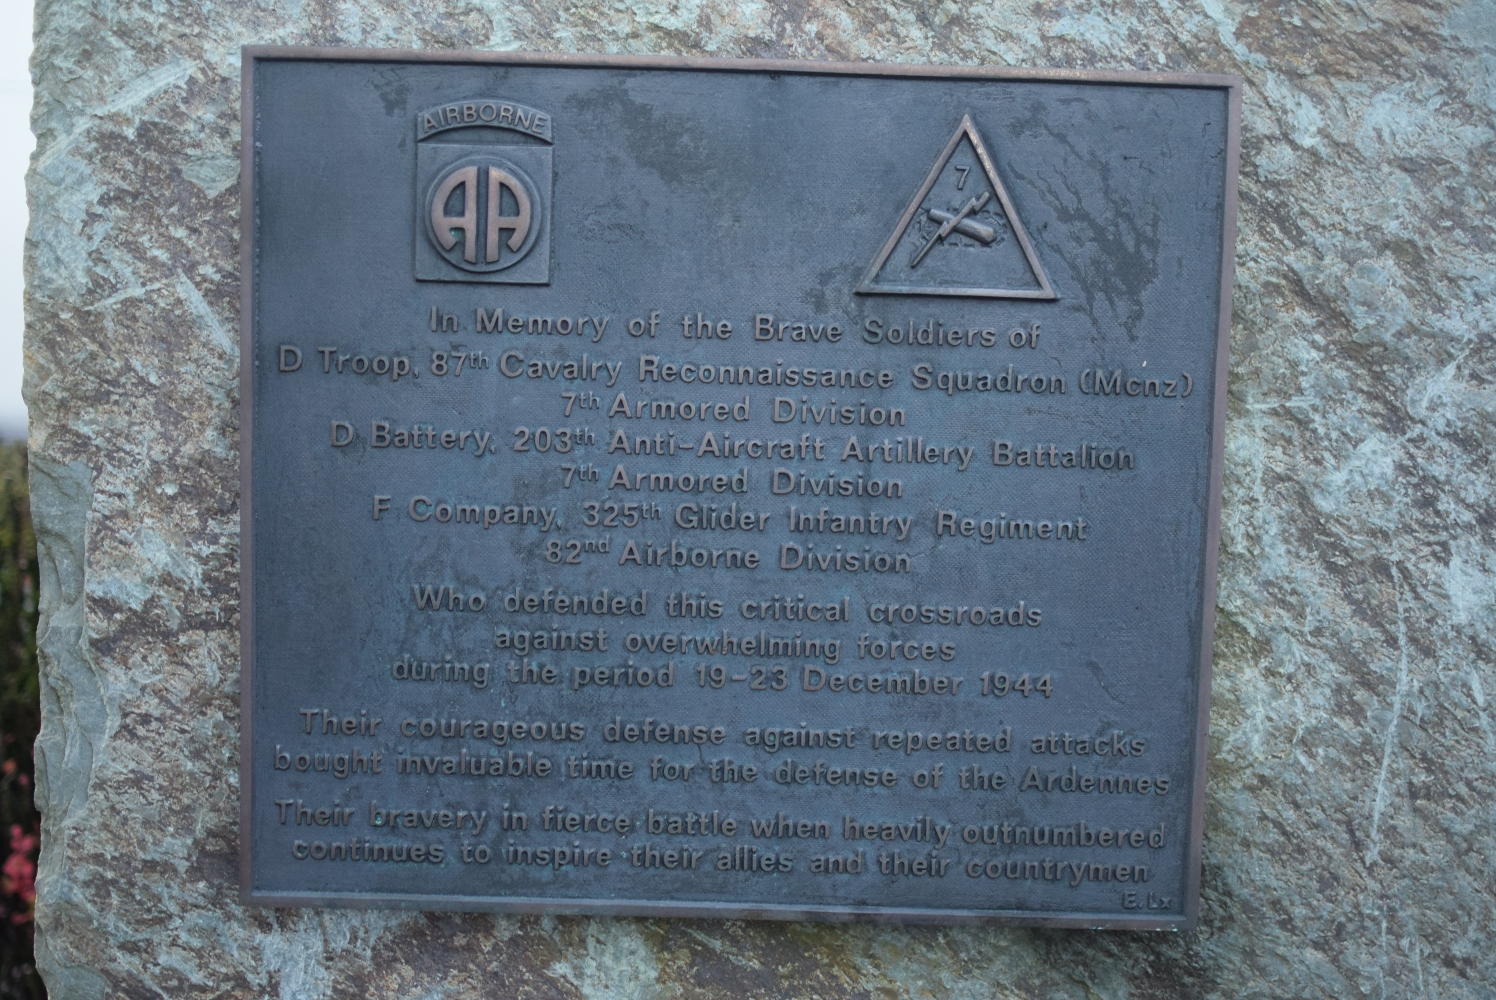 AIRBORNE
AA
7
In Memory of the Brave Soldiers of
D Troop, 87th Cavalry Reconnaissance Squadron (Mcnz)
7th Armored Division
D Battery, 203th Anti-Aircraft Artillery Battalion
7th Armored Division
F Company, 325th Glider Infantry Regiment
82nd Airborne Division
Who defended this critical crossroads
against overwhelming forces
during the period 19-23 December 1944
Their courageous defense against repeated attacks
bought invaluable time for the defense of the Ardennes
Their bravery in fierce battle when heavily outnumbered
continues to inspire their allies and their countrymen
E. Lx